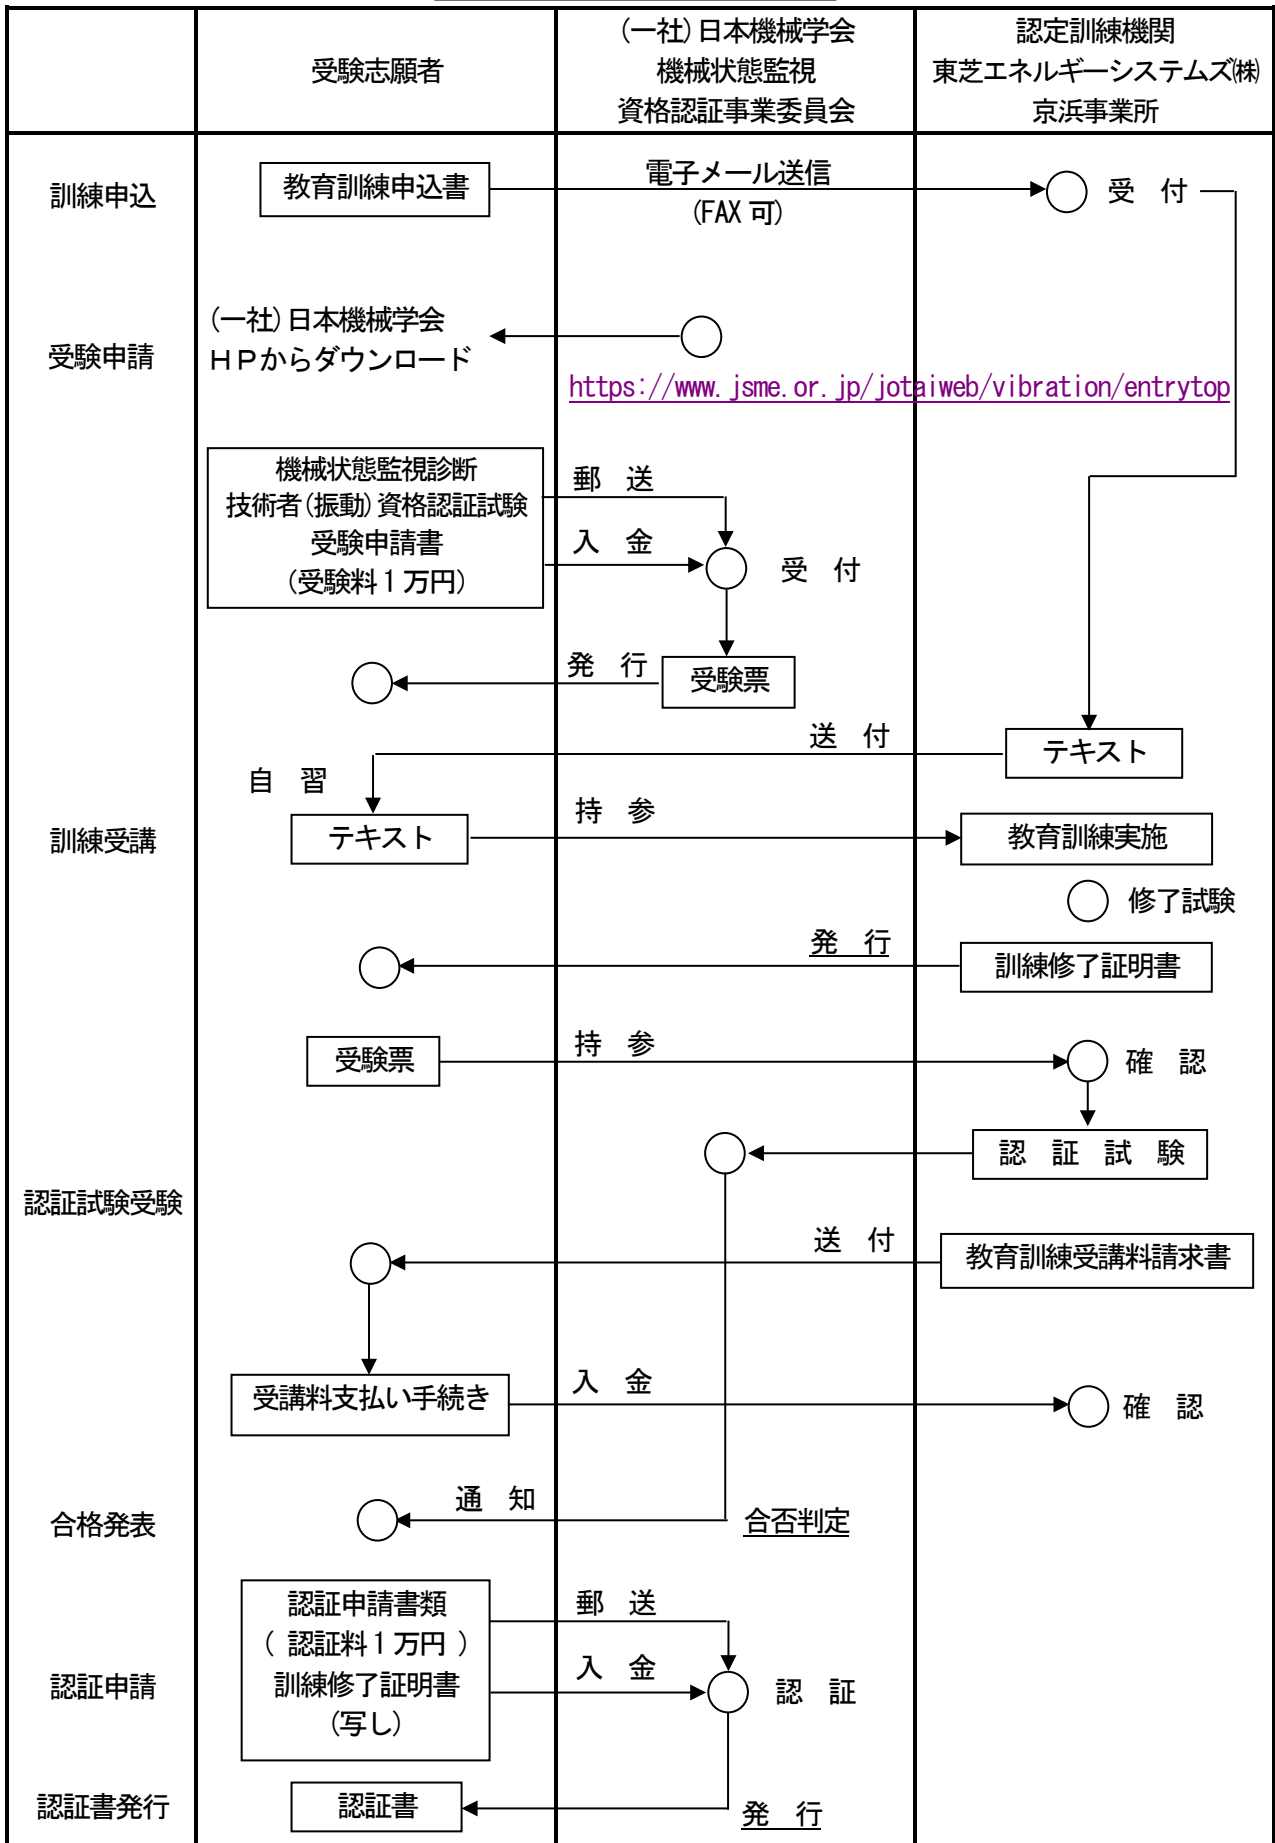 受験志願者
(一社)日本機械学会
機械状態監視
資格認証事業委員会
認定訓練機関
東芝エネルギーシステムズ㈱
京浜事業所
訓練申込
教育訓練申込書
電子メール送信
(FAX 可)
受　付
受験申請
(一社)日本機械学会
ＨＰからダウンロード
https://www.jsme.or.jp/jotaiweb/vibration/entrytop
機械状態監視診断
技術者(振動)資格認証試験
受験申請書
(受験料１万円)
郵　送
入　金
受　付
発　行
受験票
送　付
テキスト
自　習
訓練受講
テキスト
持　参
教育訓練実施
修了試験
発　行
訓練修了証明書
受験票
持　参
確　認
認　証　試　験
認証試験受験
送　付
教育訓練受講料請求書
受講料支払い手続き
入　金
確　認
合格発表
通　知
合否判定
認証申請
認証申請書類
( 認証料１万円 )
訓練修了証明書
(写し)
郵　送
入　金
認　証
認証書発行
認証書
発　行